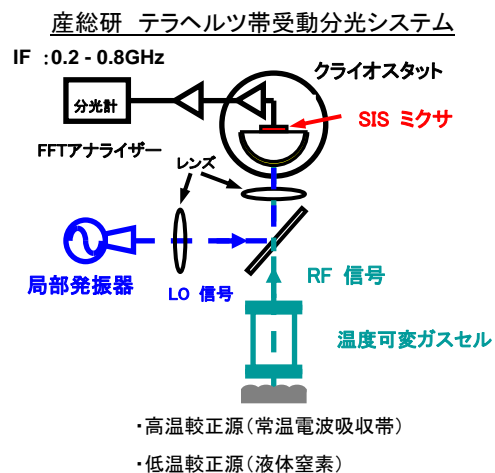 産総研 テラヘルツ帯受動分光システム
IF :0.2 - 0.8GHz
クライオスタット
分光計
SIS ミクサ
FFTアナライザー
レンズ
局部発振器
LO 信号
RF 信号
温度可変ガスセル
・高温較正源(常温電波吸収帯)
・低温較正源(液体窒素)